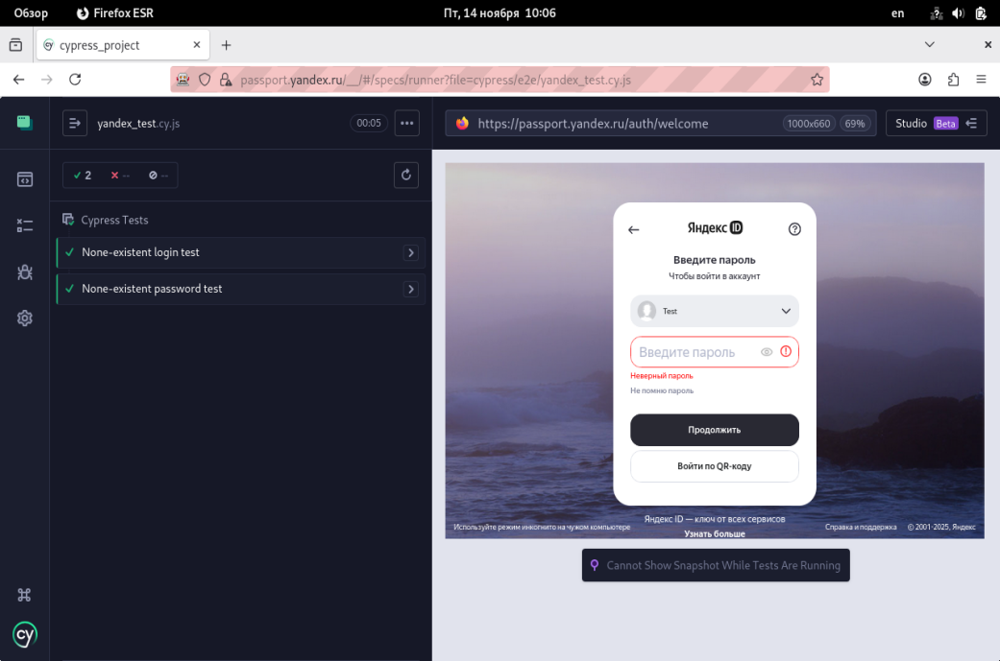 Обзор
Firefox ESR
Пт, 14 ноября 10:06
en
cypress_project
passport.yandex.ru/__/#/specs/runner?file=cypress/e2e/yandex_test.cy.js
yandex_test.cy.js
00:05
https://passport.yandex.ru/auth/welcome
1000x660
69%
Studio
Beta
2
--
--
Cypress Tests
None-existent login test
None-existent password test
cy
Яндекс ID
Введите пароль
Чтобы войти в аккаунт
Test
Введите пароль
Неверный пароль
Не помню пароль
Продолжить
Войти по QR-коду
Яндекс ID — ключ от всех сервисов
Узнать больше
Используйте режим инкогнито на чужом компьютере
Справка и поддержка
© 2001-2025, Яндекс
Cannot Show Snapshot While Tests Are Running